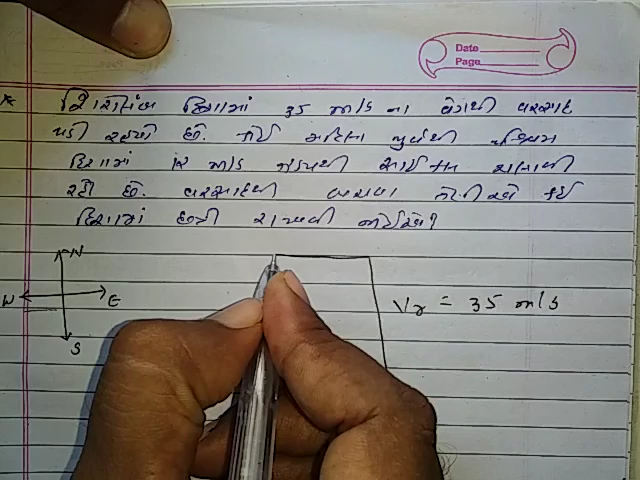 Date
Page
* શિરોલંબ દિશામાં 35 m/s ના વેગથી વરસાદ
પડી રહ્યો છે. કોઈ મહિલા પૂર્વથી પશ્ચિમ
દિશામાં 12 m/s ઝડપથી સાઈકલ ચલાવી
રહી છે. વરસાદથી બચવા તેણીએ કઈ
દિશામાં છત્રી રાખવી જોઈએ?
N
W E
S
Vr = 35 m/s